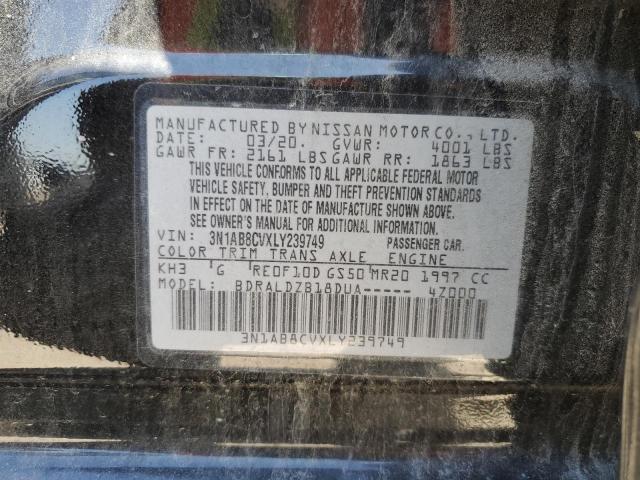 MANUFACTURED BY NISSAN MOTOR CO., LTD.
DATE: 03/20. GVWR: 4001 LBS
GAWR FR: 2161 LBS GAWR RR: 1863 LBS
THIS VEHICLE CONFORMS TO ALL APPLICABLE FEDERAL MOTOR
VEHICLE SAFETY, BUMPER AND THEFT PREVENTION STANDARDS
IN EFFECT ON THE DATE OF MANUFACTURE SHOWN ABOVE.
SEE OWNER'S MANUAL FOR ADDITIONAL INFORMATION.
VIN: 3N1AB8CVXLY239749 PASSENGER CAR.
COLOR TRIM TRANS AXLE ENGINE
KH3 G RE0F10D GS50 MR20 1997 CC
MODEL: BDRALDZB18DUA----- 4Z000
3N1AB8CVXLY239749